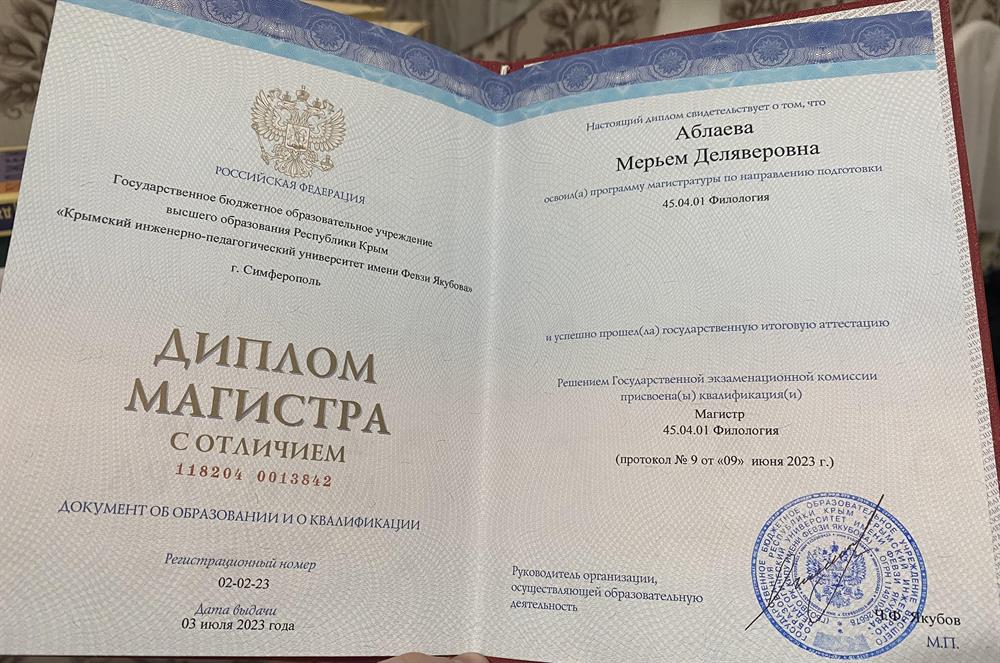 РОССИЙСКАЯ ФЕДЕРАЦИЯ
Государственное бюджетное образовательное учреждение
высшего образования Республики Крым
«Крымский инженерно-педагогический университет имени Февзи Якубова»
г. Симферополь
ДИПЛОМ
МАГИСТРА
С ОТЛИЧИЕМ
118204 0013842
ДОКУМЕНТ ОБ ОБРАЗОВАНИИ И О КВАЛИФИКАЦИИ
Регистрационный номер
02-02-23
Дата выдачи
03 июля 2023 года
Настоящий диплом свидетельствует о том, что
Аблаева
Мерьем Деляверовна
освоил(а) программу магистратуры по направлению подготовки
45.04.01 Филология
и успешно прошел(ла) государственную итоговую аттестацию
Решением Государственной экзаменационной комиссии
присвоена(ы) квалификация(и)
Магистр
45.04.01 Филология
(протокол № 9 от «09» июня 2023 г.)
Руководитель организации,
осуществляющей образовательную
деятельность
Ч.Ф. Якубов
М.П.